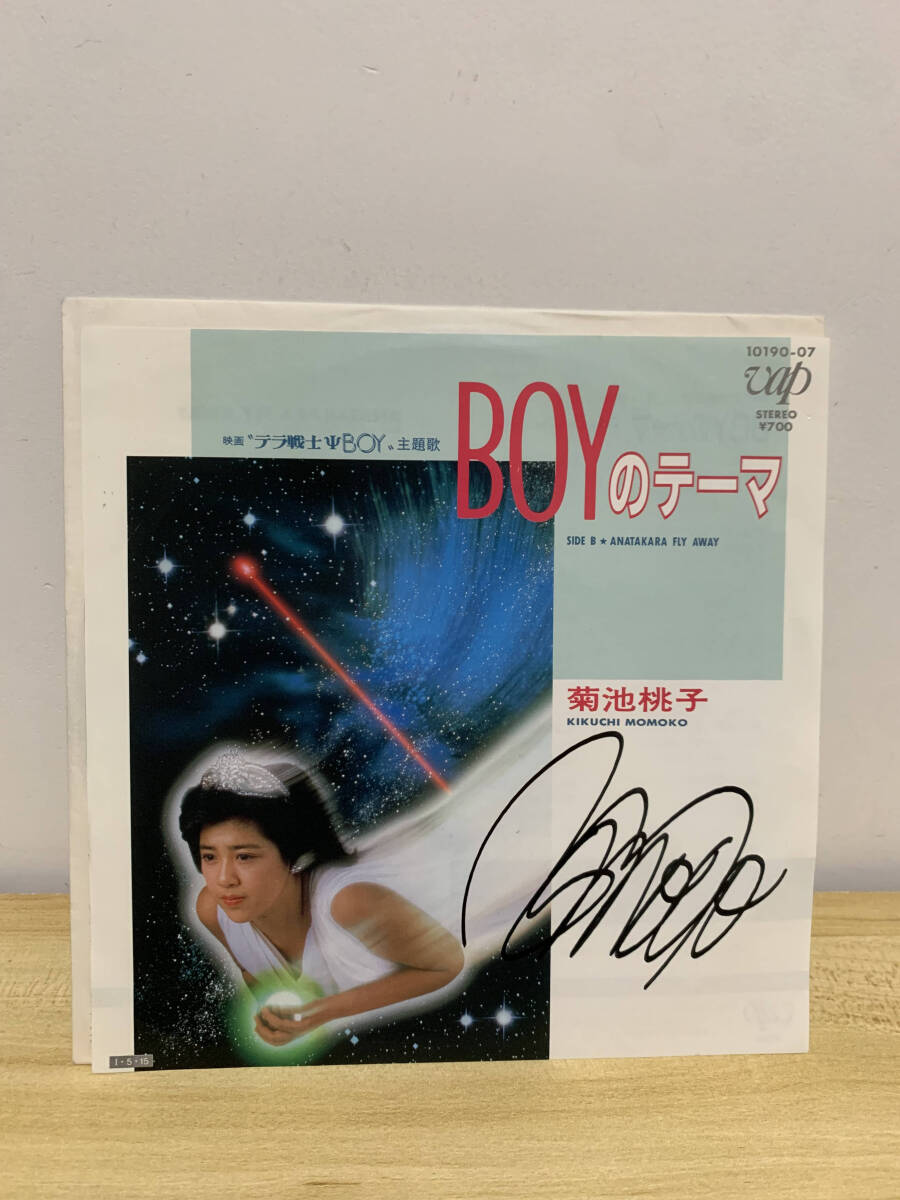 10190-07
vap
STEREO
¥700
映画“テラ戦士ΨBOY”主題歌
BOYのテーマ
SIDE B ★ ANATAKARA FLY AWAY
菊池桃子
KIKUCHI MOMOKO
Momoko
1・5・15